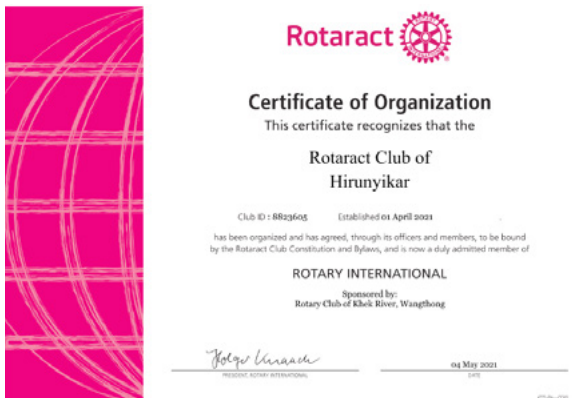 Rotaract
Certificate of Organization
This certificate recognizes that the
Rotaract Club of
Hirunyikar
Club ID : 8823605 Established 01 April 2021
has been organized and has agreed, through its officers and members, to be bound
by the Rotaract Club Constitution and Bylaws, and is now a duly admitted member of
ROTARY INTERNATIONAL
Sponsored by:
Rotary Club of Khek River, Wangthong
Holger Knaack
04 May 2021
PRESIDENT, ROTARY INTERNATIONAL
DATE